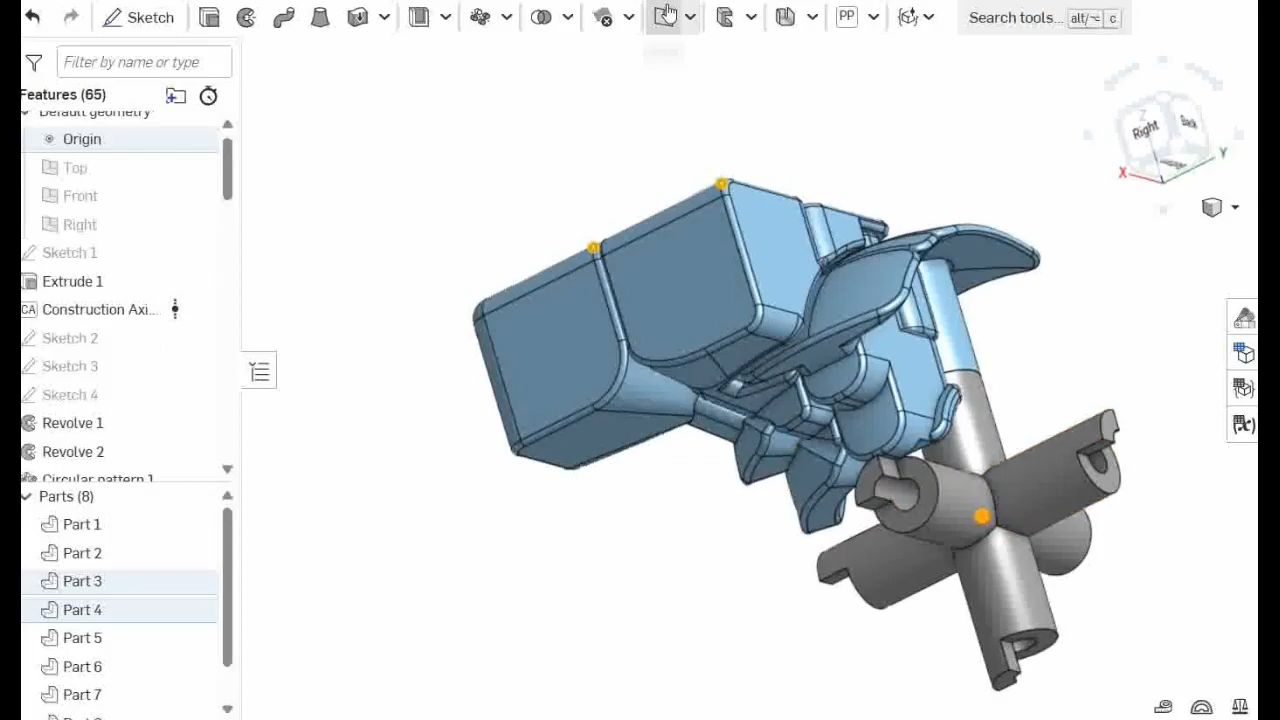 Sketch
PP
Search tools... alt/⌥ c
Filter by name or type
Features (65)
Default geometry
Origin
Top
Front
Right
Sketch 1
Extrude 1
CA Construction Axi...
Sketch 2
Sketch 3
Sketch 4
Revolve 1
Revolve 2
Circular pattern 1
Parts (8)
Part 1
Part 2
Part 3
Part 4
Part 5
Part 6
Part 7
Z
Right
Back
X
Y
(x)